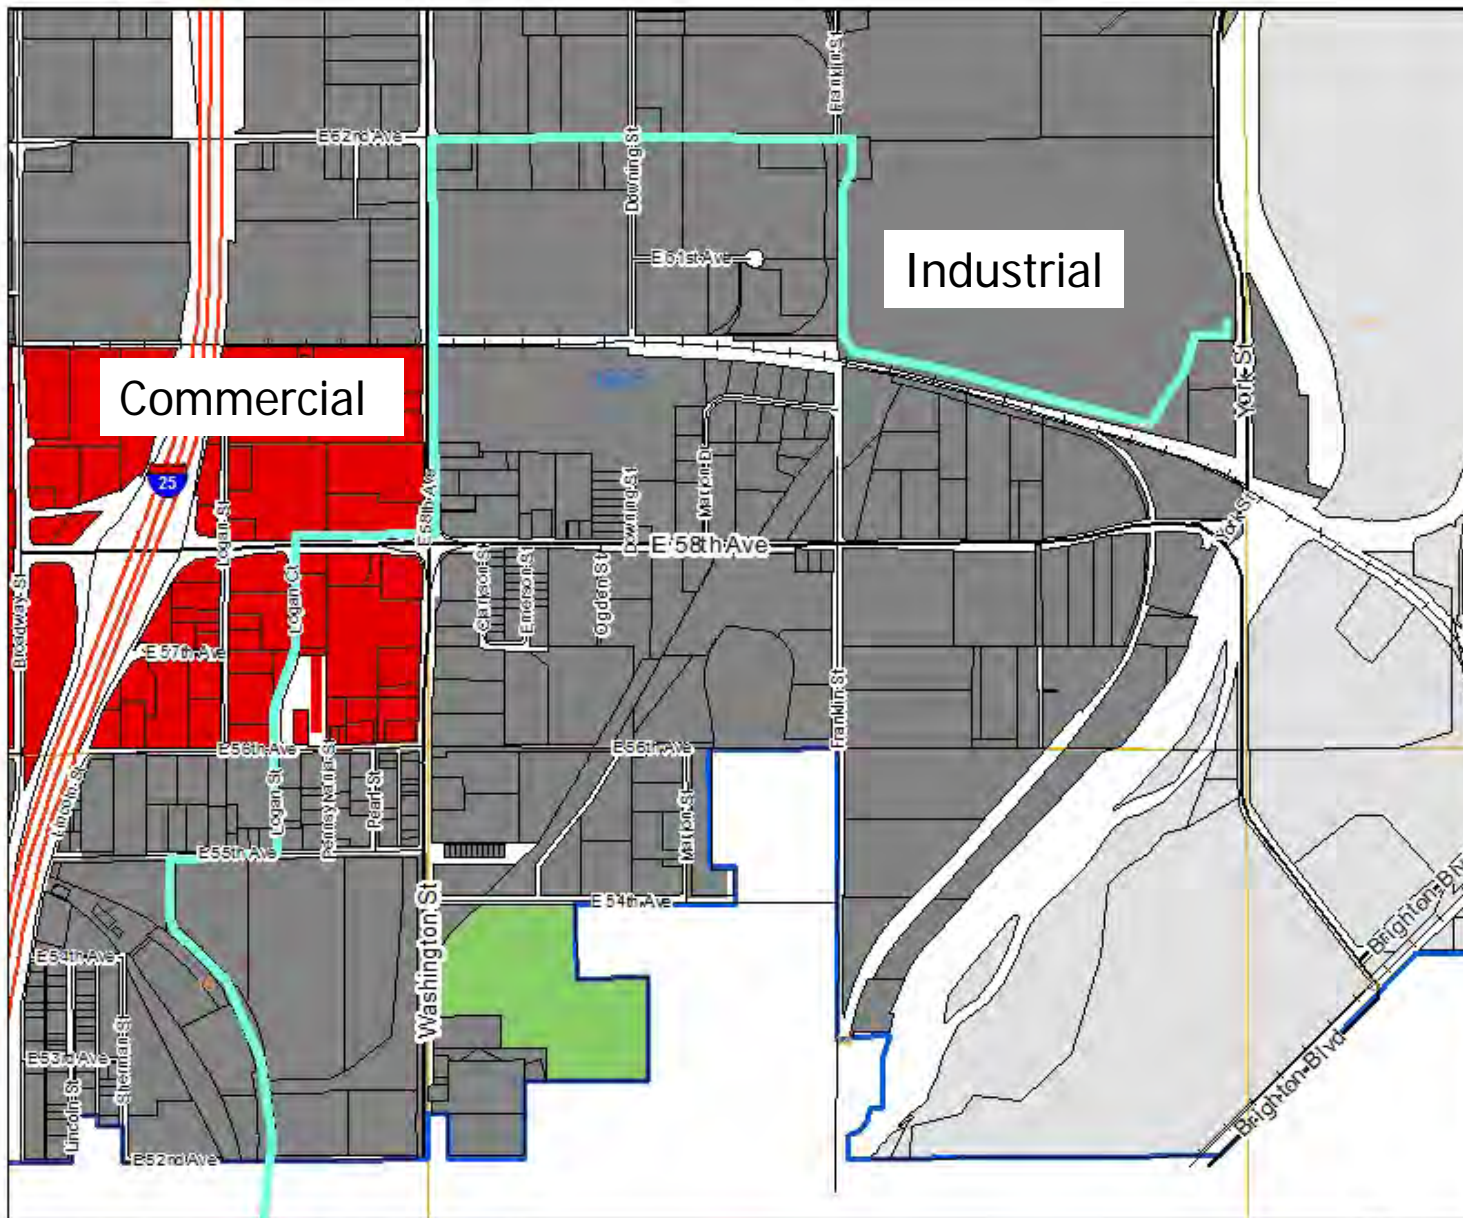 E 62nd Ave
Franklin St
Downing St
E 61st Ave
Industrial
Commercial
York St
25
E 58th Ave
Logan St
Downing St
Marion Dr
York St
E 58th Ave
Broadway St
Logan Ct
Clarkson St
Emerson St
Ogden St
E 57th Ave
Franklin St
E 56th Ave
E 56th Ave
Lincoln St
Logan St
Pennsylvania St
Pearl St
Marion St
E 55th Ave
Washington St
E 54th Ave
Brighton Blv
E 54th Ave
E 53rd Ave
Sherman St
Lincoln St
Brighton Blvd
E 52nd Ave